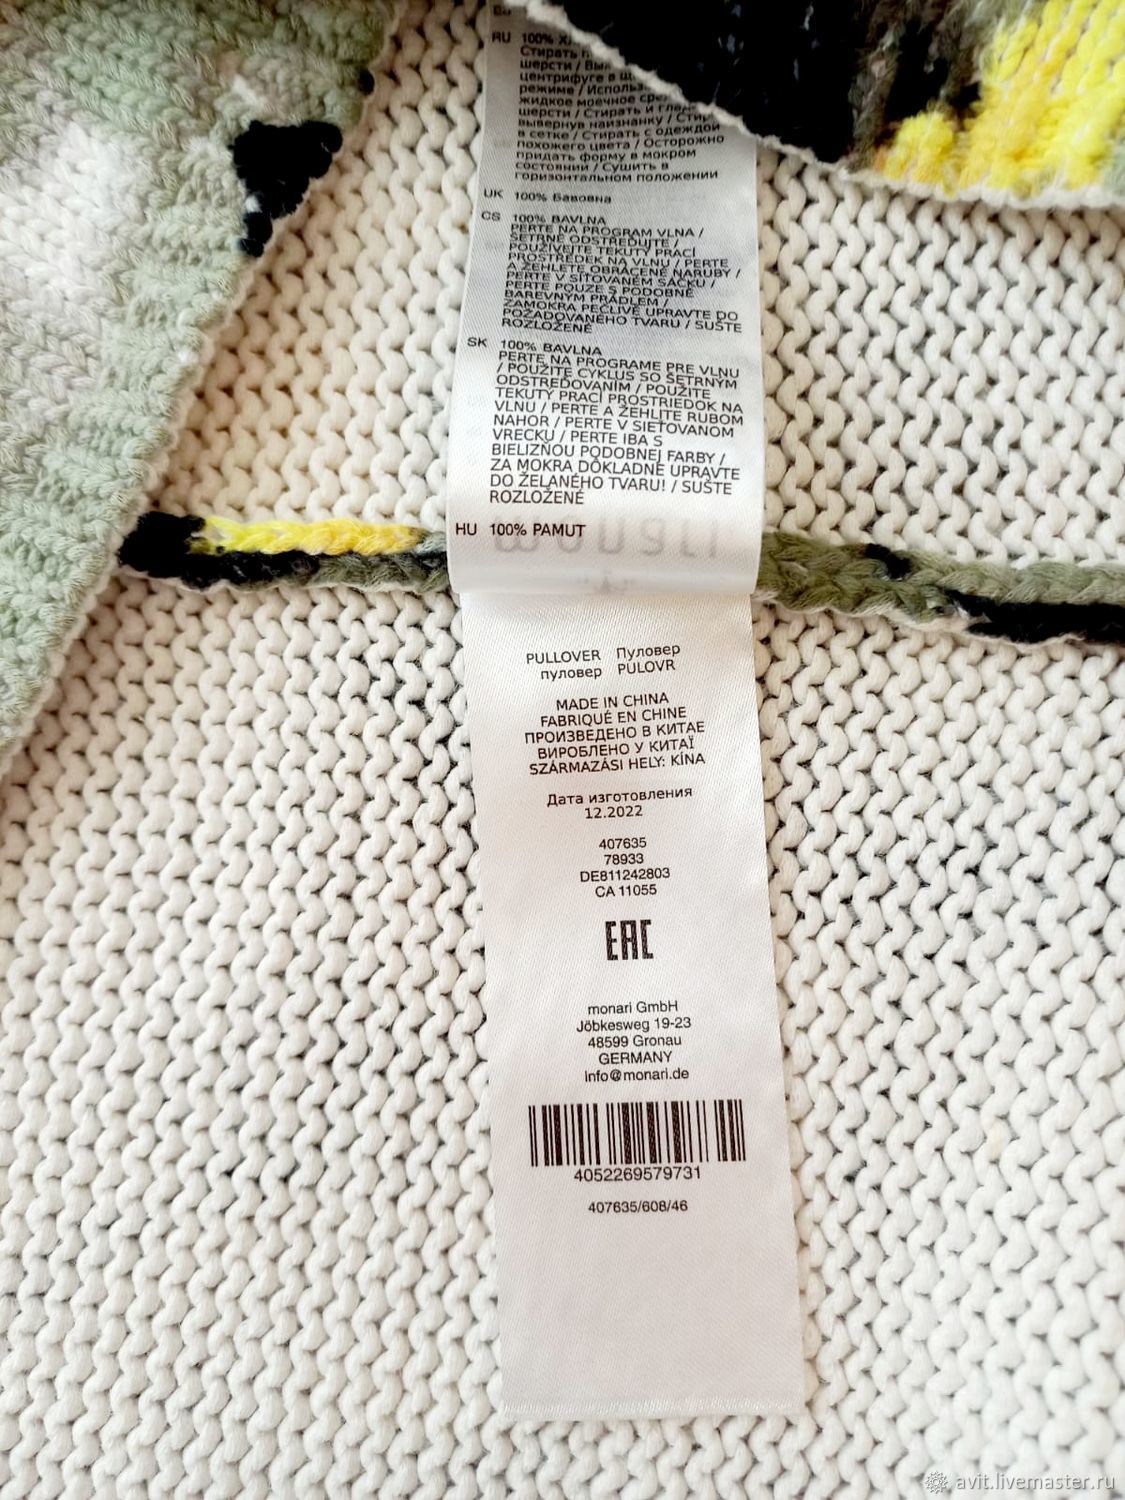 RU 100%
Стирать
шерсти /
центрифуге в
режиме /
жидкое моечное
шерсти / Стирать и
вывернув наизнанку /
в сетке / Стирать с одеждой
похожего цвета / Осторожно
придать форму в мокром
состоянии / Сушить в
горизонтальном положении
UK 100% Бавовна
CS 100% BAVLNA
PERTE NA PROGRAM VLNA /
ŠETRNĚ ODSTŘEĎUJTE /
POUŽÍVEJTE TEKUTÝ PRACÍ
PROSTŘEDEK NA VLNU / PERTE
A ŽEHLETE OBRÁCENÉ NARUBY /
PERTE V SÍŤOVANÉM SÁČKU /
PERTE POUZE S PODOBNĚ
BAREVNÝM PRÁDLEM /
ZAMOKRA PEČLIVĚ UPRAVTE DO
POŽADOVANÉHO TVARU / SUŠTE
ROZLOŽENÉ
SK 100% BAVLNA
PERTE NA PROGRAME PRE VLNU
/ POUŽITE CYKLUS SO ŠETRNÝM
ODSTREĎOVANÍM / POUŽITE
TEKUTÝ PRACÍ PROSTRIEDOK NA
VLNU / PERTE A ŽEHLITE RUBOM
NAHOR / PERTE V SIEŤOVANOM
VRECKU / PERTE IBA S
BIELIZŇOU PODOBNEJ FARBY /
ZA MOKRA DÔKLADNE UPRAVTE
DO ŽELANÉHO TVARU! / SUŠTE
ROZLOŽENÉ
HU 100% PAMUT
PULLOVER Пуловер
пуловер PULOVR
MADE IN CHINA
FABRIQUÉ EN CHINE
ПРОИЗВЕДЕНО В КИТАЕ
ВИРОБЛЕНО У КИТАЇ
SZÁRMAZÁSI HELY: KÍNA
Дата изготовления
12.2022
407635
78933
DE811242803
CA 11055
EAC
monari GmbH
Jöbkesweg 19-23
48599 Gronau
GERMANY
info@monari.de
4052269579731
407635/608/46
avit.livemaster.ru